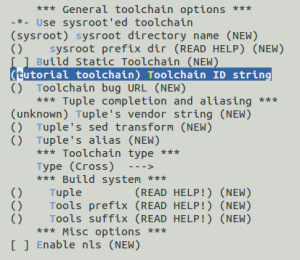 *** General toolchain options ***
-*- Use sysroot'ed toolchain
(sysroot) sysroot directory name (NEW)
() sysroot prefix dir (READ HELP) (NEW)
[ ] Build Static Toolchain (NEW)
(tutorial toolchain) Toolchain ID string
() Toolchain bug URL (NEW)
*** Tuple completion and aliasing ***
(unknown) Tuple's vendor string (NEW)
() Tuple's sed transform (NEW)
() Tuple's alias (NEW)
*** Toolchain type ***
Type (Cross) --->
*** Build system ***
() Tuple (READ HELP!) (NEW)
() Tools prefix (READ HELP!) (NEW)
() Tools suffix (READ HELP!) (NEW)
*** Misc options ***
[ ] Enable nls (NEW)